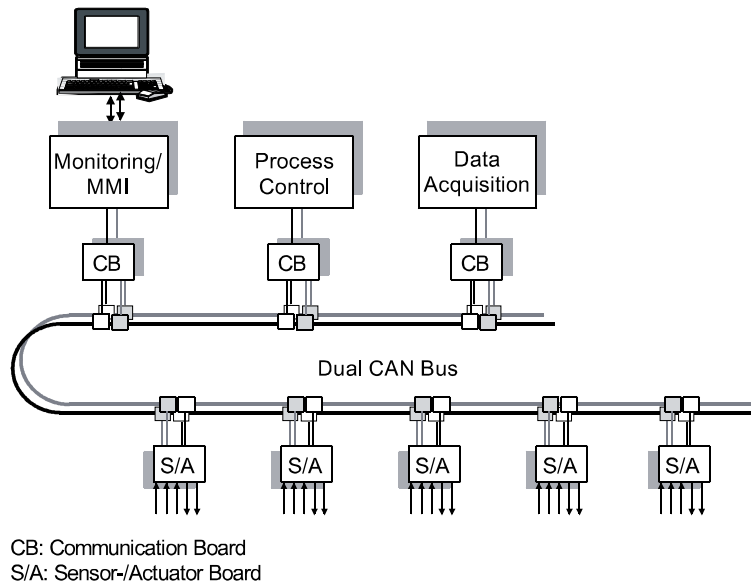 Monitoring/
MMI
Process
Control
Data
Acquisition
CB
CB
CB
Dual CAN Bus
S/A
S/A
S/A
S/A
S/A
CB: Communication Board
S/A: Sensor-/Actuator Board